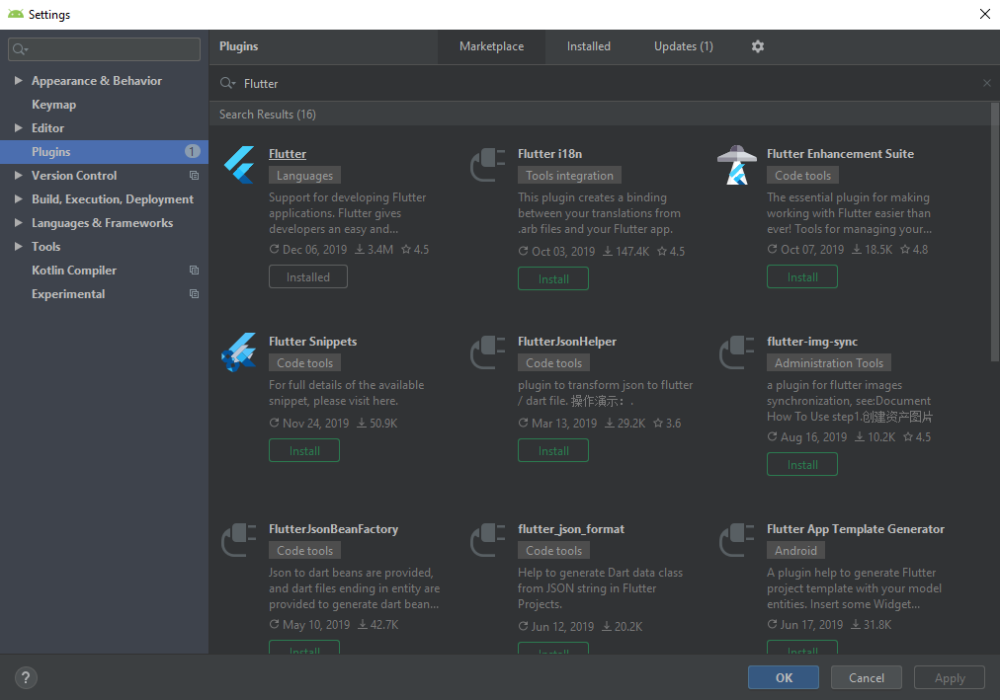 Settings
Appearance & Behavior
Keymap
Editor
Plugins
1
Version Control
Build, Execution, Deployment
Languages & Frameworks
Tools
Kotlin Compiler
Experimental
Plugins
Marketplace
Installed
Updates (1)
Flutter
Search Results (16)
Flutter
Languages
Support for developing Flutter
applications. Flutter gives
developers an easy and...
Dec 06, 2019 3.4M 4.5
Installed
Flutter i18n
Tools integration
This plugin creates a binding
between your translations from
.arb files and your Flutter app.
Oct 03, 2019 147.4K 4.5
Install
Flutter Enhancement Suite
Code tools
The essential plugin for making
working with Flutter easier than
ever! Tools for managing your...
Oct 07, 2019 18.5K 4.8
Install
Flutter Snippets
Code tools
For full details of the available
snippet, please visit here.
Nov 24, 2019 50.9K
Install
FlutterJsonHelper
Code tools
plugin to transform json to flutter
/ dart file. 操作演示：.
Mar 13, 2019 29.2K 3.6
Install
flutter-img-sync
Administration Tools
a plugin for flutter images
synchronization, see:Document
How To Use step1.创建资产图片
Aug 16, 2019 10.2K 4.5
Install
FlutterJsonBeanFactory
Code tools
Json to dart beans are provided,
and dart files ending in entity are
provided to generate dart bean...
May 10, 2019 42.7K
Install
flutter_json_format
Code tools
Help to generate Dart data class
from JSON string in Flutter
Projects.
Jun 12, 2019 20.2K
Install
Flutter App Template Generator
Android
A plugin help to generate Flutter
project template with your model
entities. Insert some Widget...
Jun 17, 2019 31.8K
Install
?
OK
Cancel
Apply